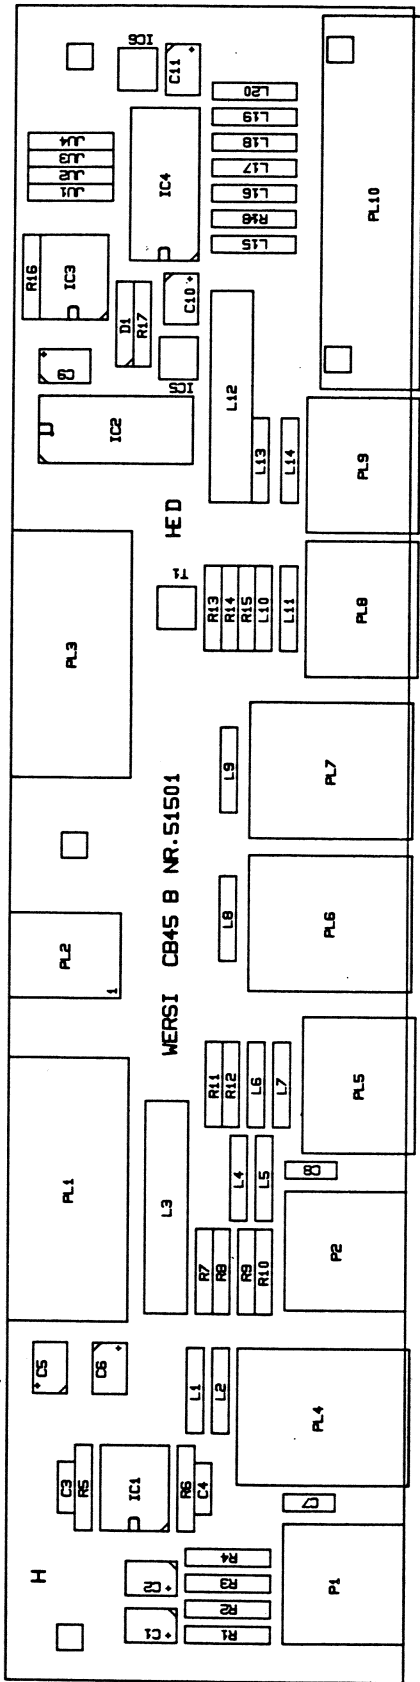 IC6
C11
JU4
JU3
JU2
JU1
IC4
L20
L19
L18
L17
L16
R18
L15
PL10
R16
IC3
D1
R17
C10
IC5
C9
IC2
L12
L13
L14
PL9
HED
T1
R13
R14
R15
L10
L11
PL8
PL3
L9
PL7
WERSI CB45 B NR.51501
PL2
1
L8
PL6
R11
R12
L6
L7
PL5
PL1
L3
L4
L5
C8
R7
R8
R9
R10
P2
C5
C6
L1
L2
PL4
C3
R5
IC1
R6
C4
C7
H
C2
C1
R4
R3
R2
R1
P1